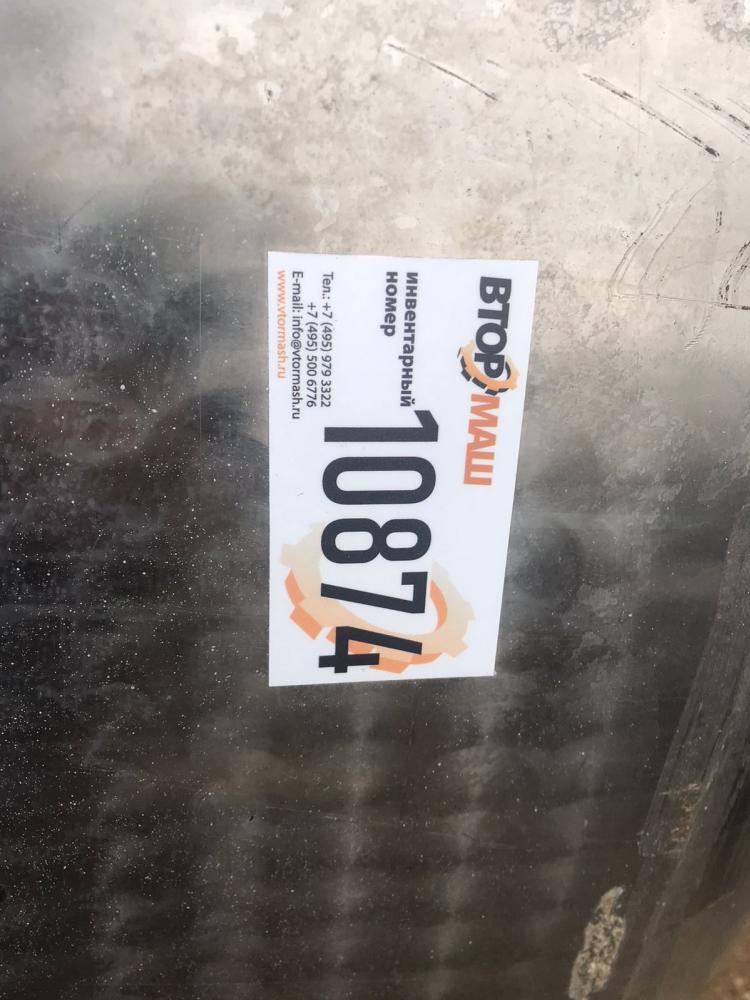 ВТОРМАШ
инвентарный
номер
10874
Тел.: +7 (495) 979 3322
+7 (495) 500 6776
E-mail: info@vtormash.ru
www.vtormash.ru